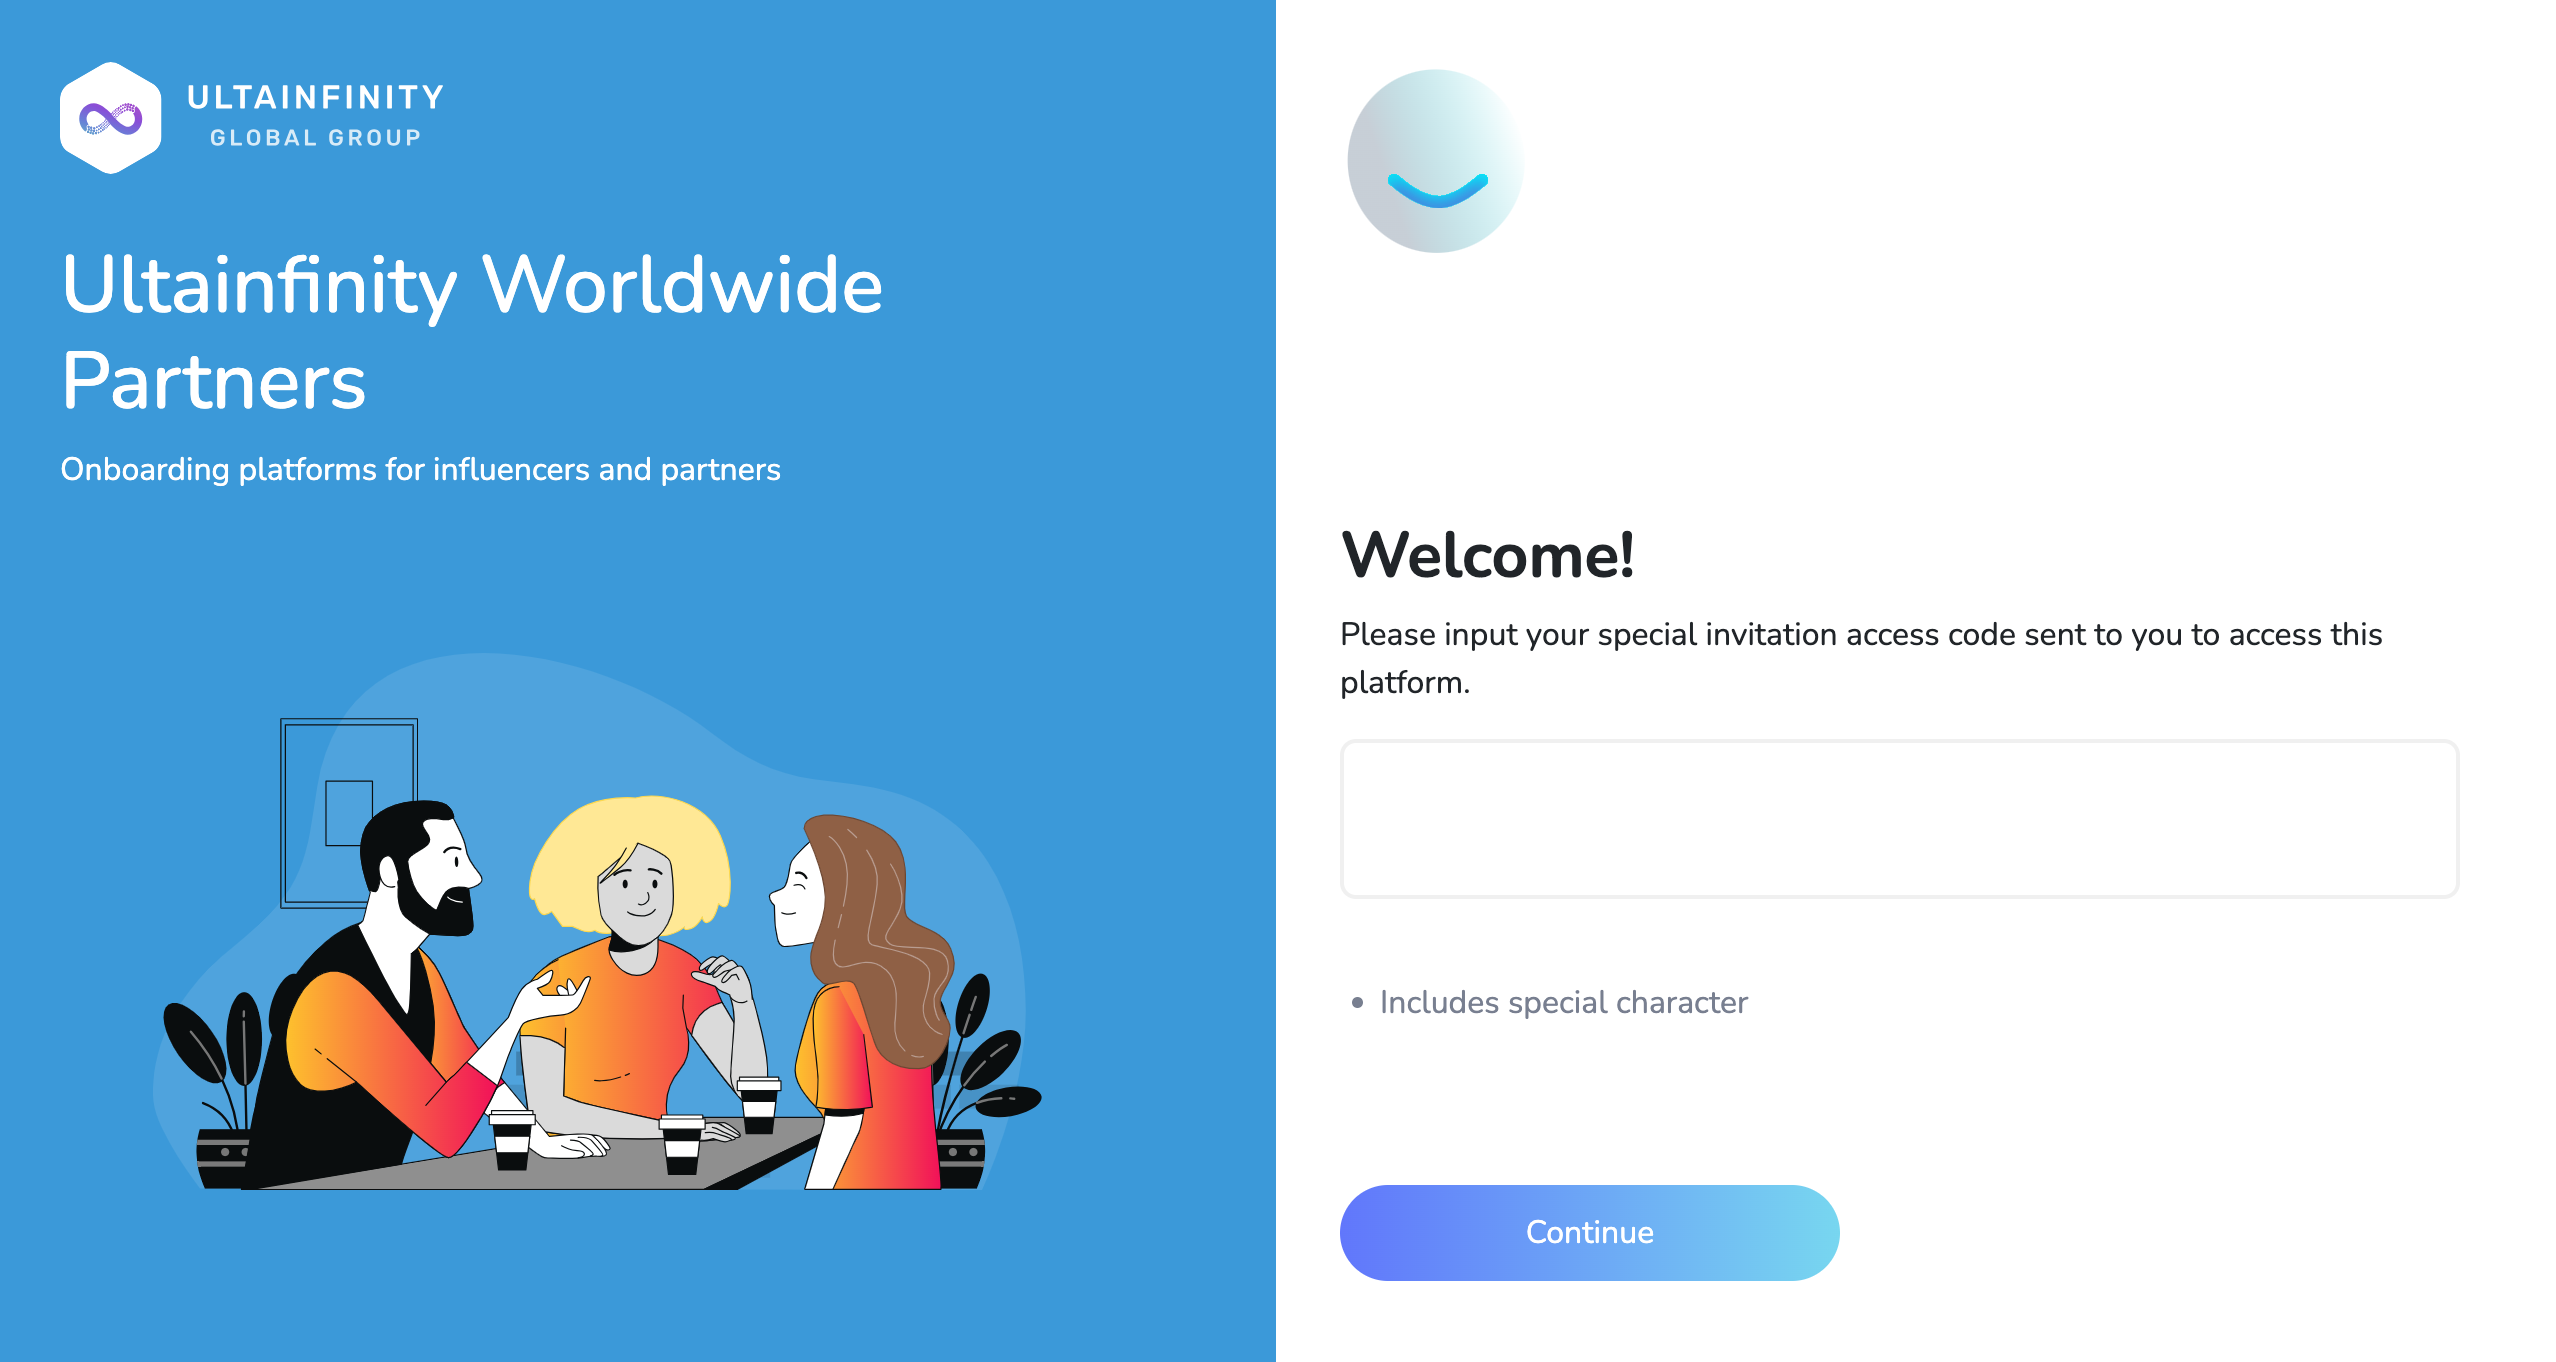 ULTAINFINITY
GLOBAL GROUP
Ultainfinity Worldwide
Partners
Onboarding platforms for influencers and partners
Welcome!
Please input your special invitation access code sent to you to access this
platform.
• Includes special character
Continue